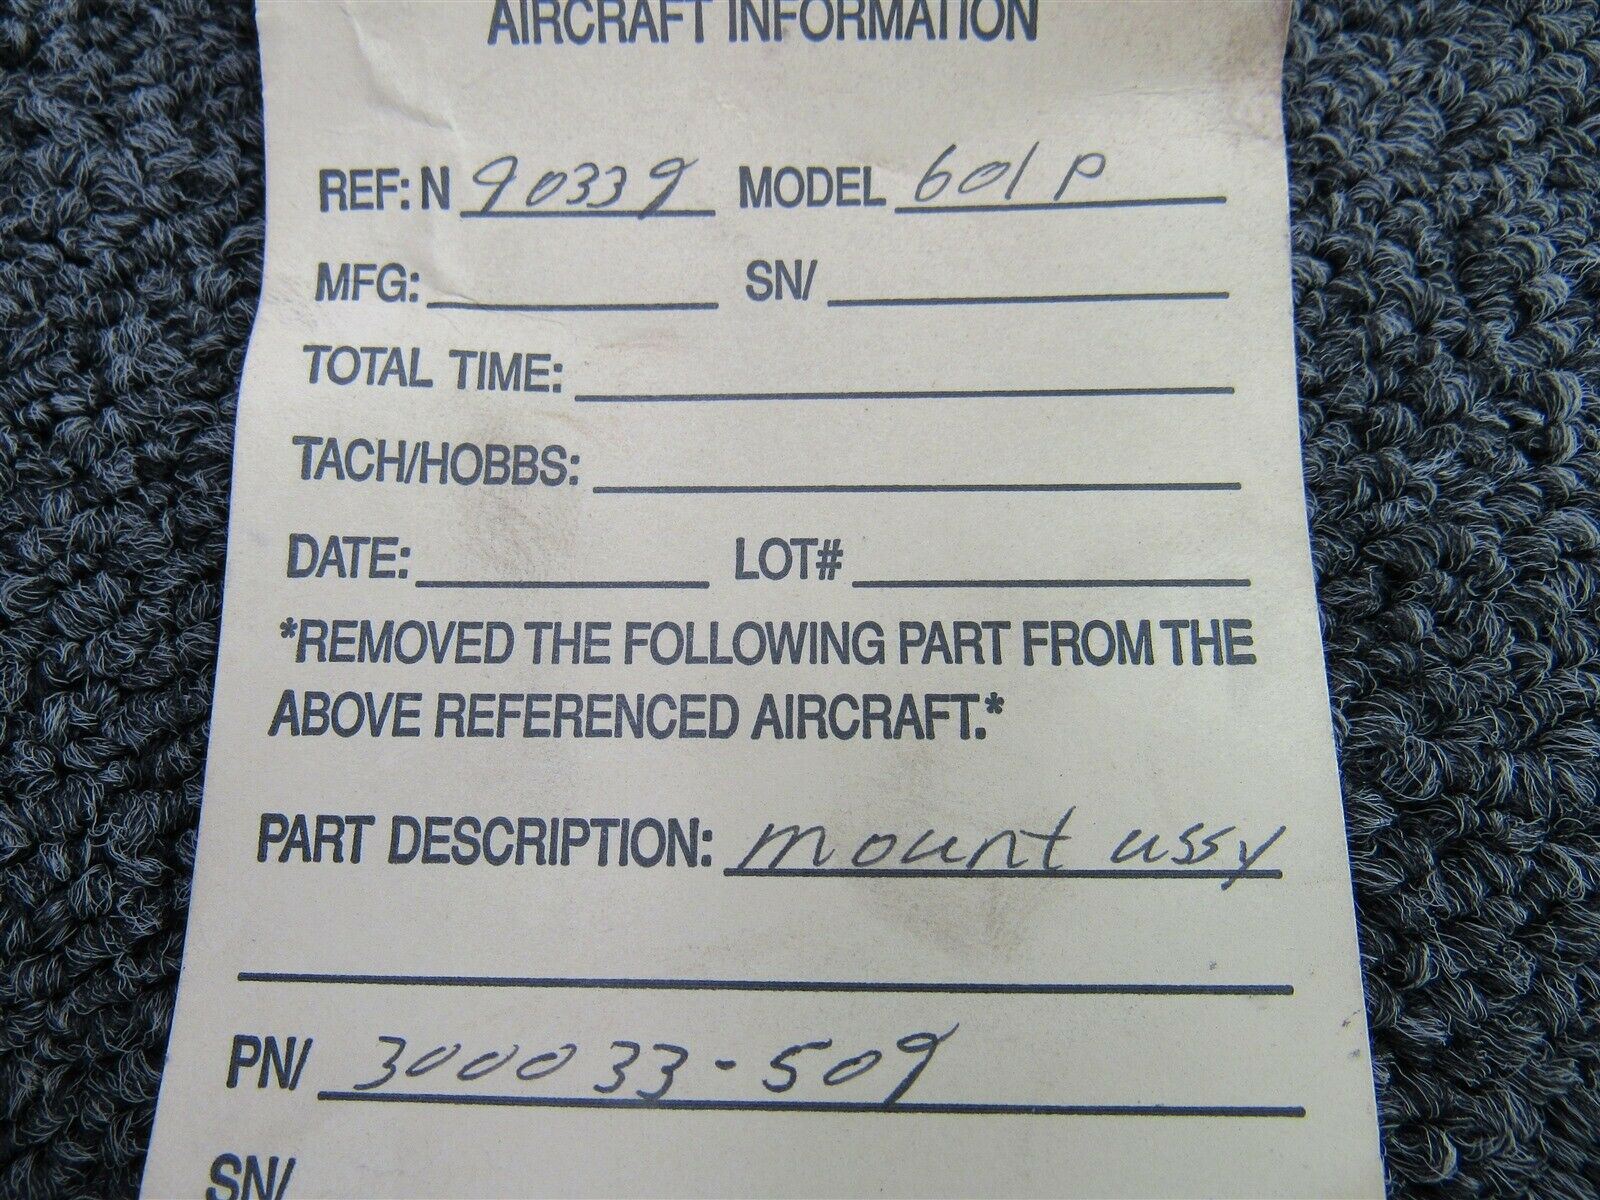 AIRCRAFT INFORMATION
REF: N 90339 MODEL 601P
MFG: SN/
TOTAL TIME:
TACH/HOBBS:
DATE: LOT#
*REMOVED THE FOLLOWING PART FROM THE
ABOVE REFERENCED AIRCRAFT.*
PART DESCRIPTION: mount assy
PN/ 300033-509
SN/